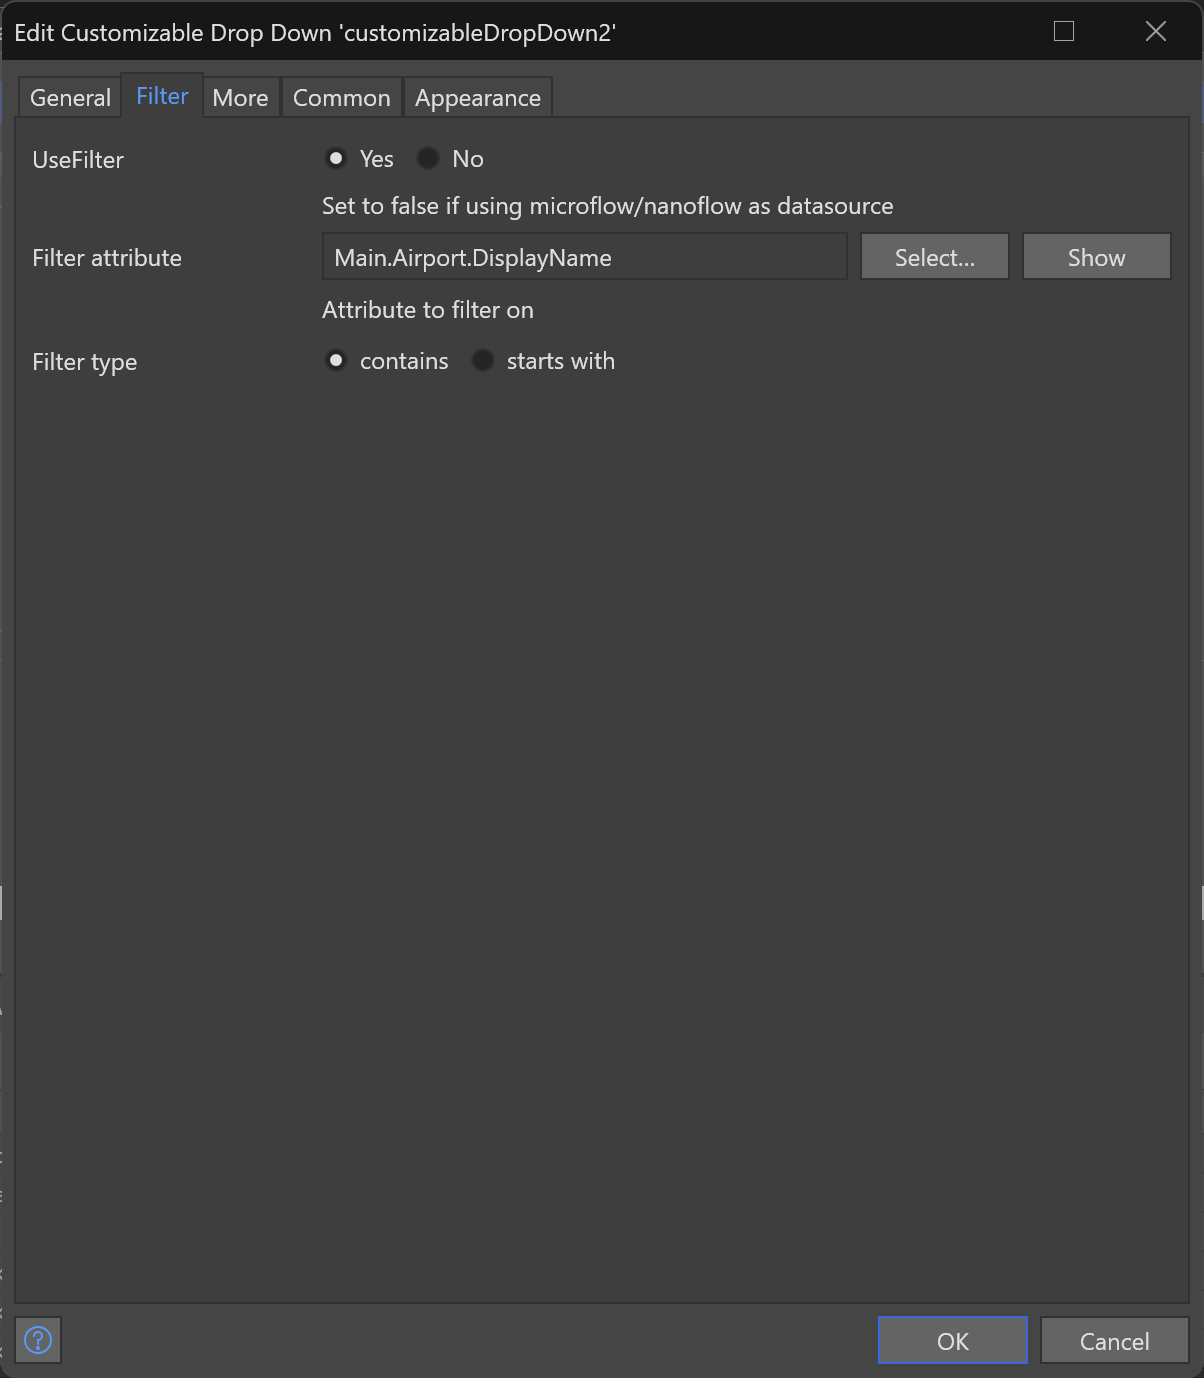 Edit Customizable Drop Down 'customizableDropDown2'
General Filter More Common Appearance
UseFilter Yes No
Set to false if using microflow/nanoflow as datasource
Filter attribute Main.Airport.DisplayName Select... Show
Attribute to filter on
Filter type contains starts with
? OK Cancel